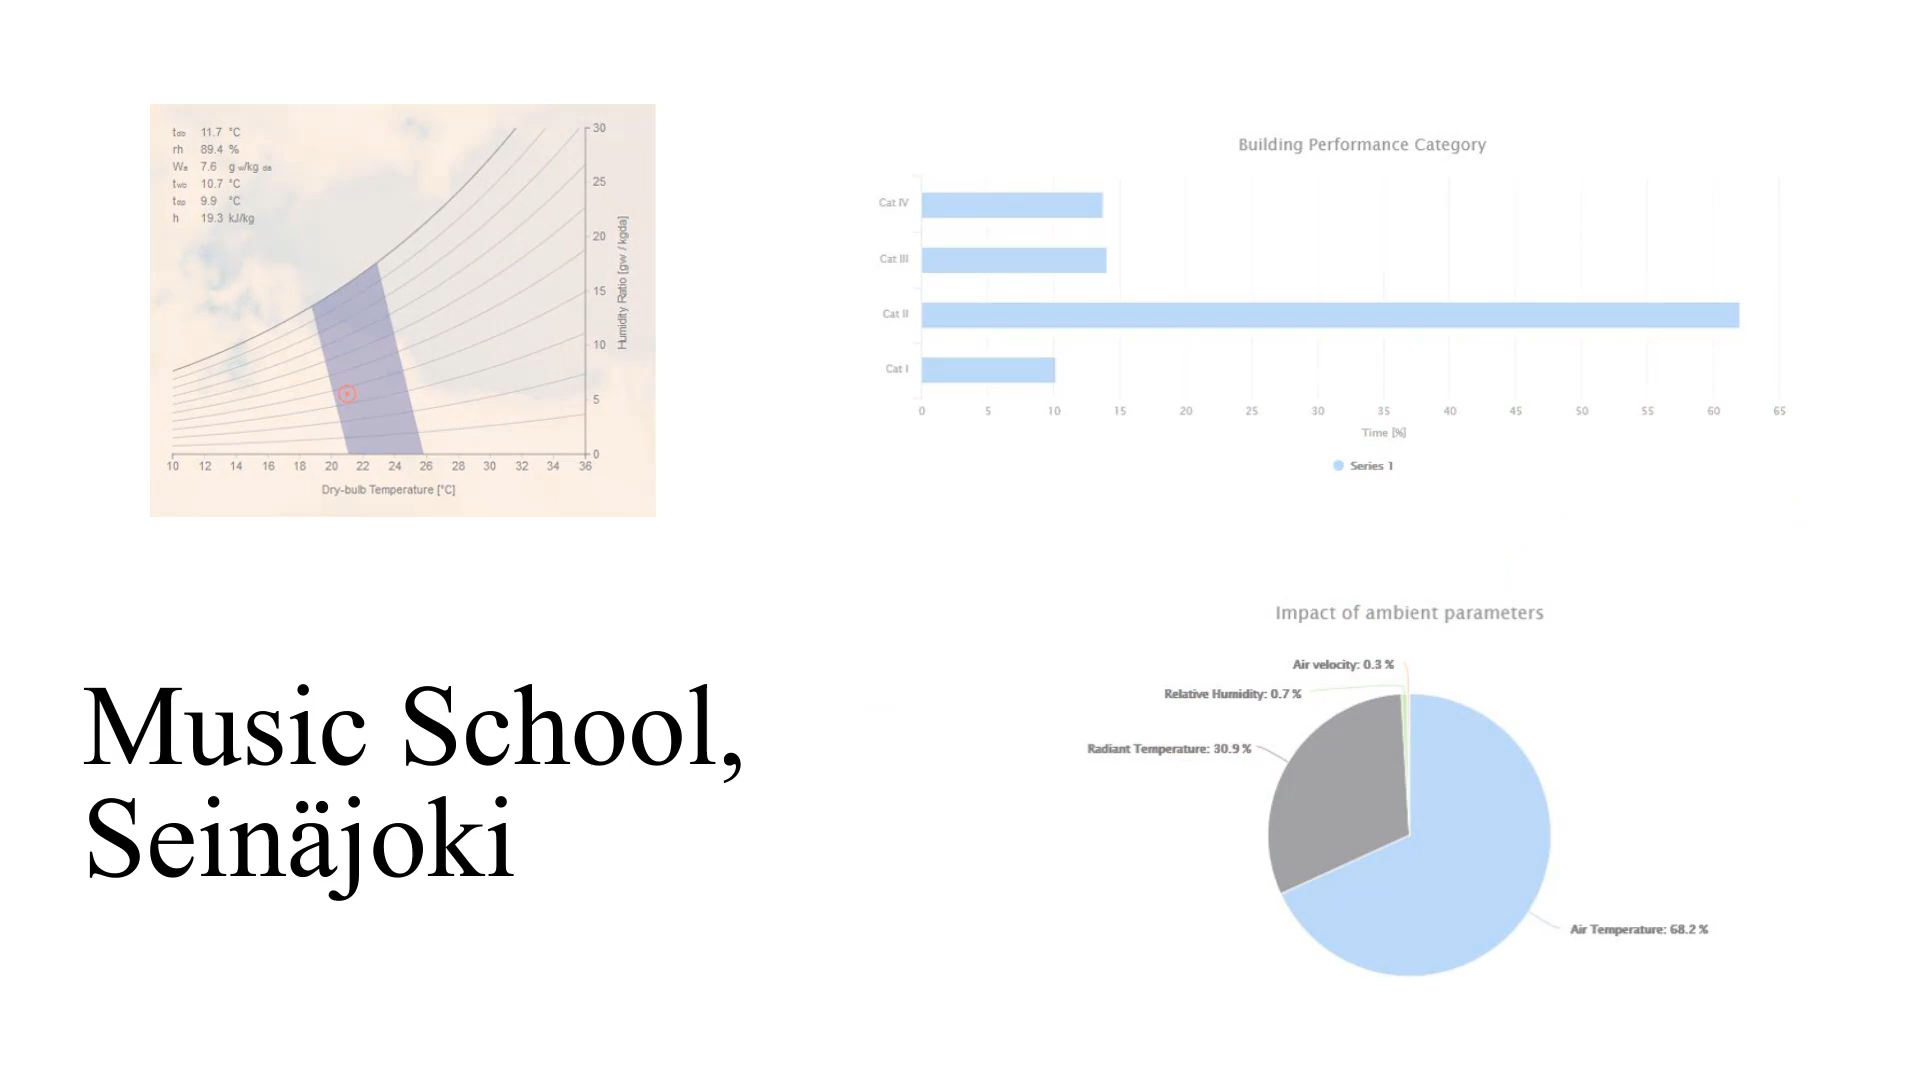 t db 11.7 °C
rh 89.4 %
W a 7.6 g w/kg da
t wb 10.7 °C
t dp 9.9 °C
h 19.3 kJ/kg
30
25
20
15
10
5
0
Humidity Ratio [gw / kgda]
10 12 14 16 18 20 22 24 26 28 30 32 34 36
Dry-bulb Temperature [°C]
Building Performance Category
Cat IV
Cat III
Cat II
Cat I
0 5 10 15 20 25 30 35 40 45 50 55 60 65
Time [%]
Series 1
Music School,
Seinäjoki
Impact of ambient parameters
Air velocity: 0.3 %
Relative Humidity: 0.7 %
Radiant Temperature: 30.9 %
Air Temperature: 68.2 %